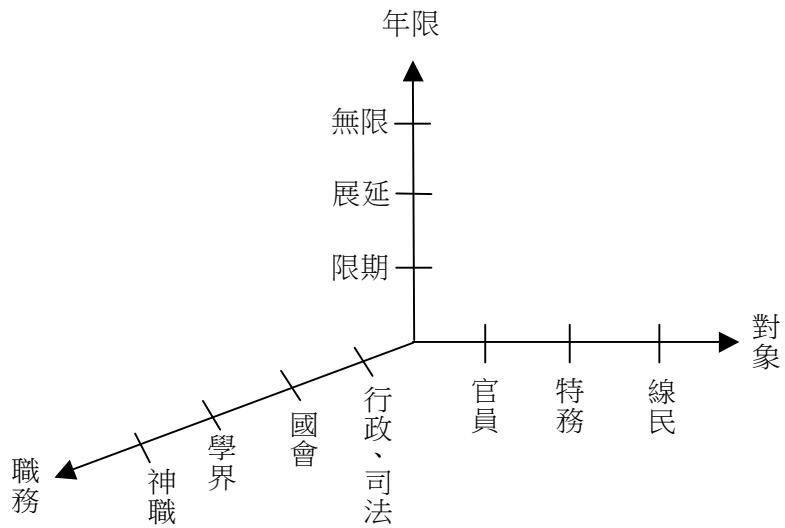 年限
無限
展延
限期
對象
官員
特務
線民
行政、司法
國會
學界
神職
職務